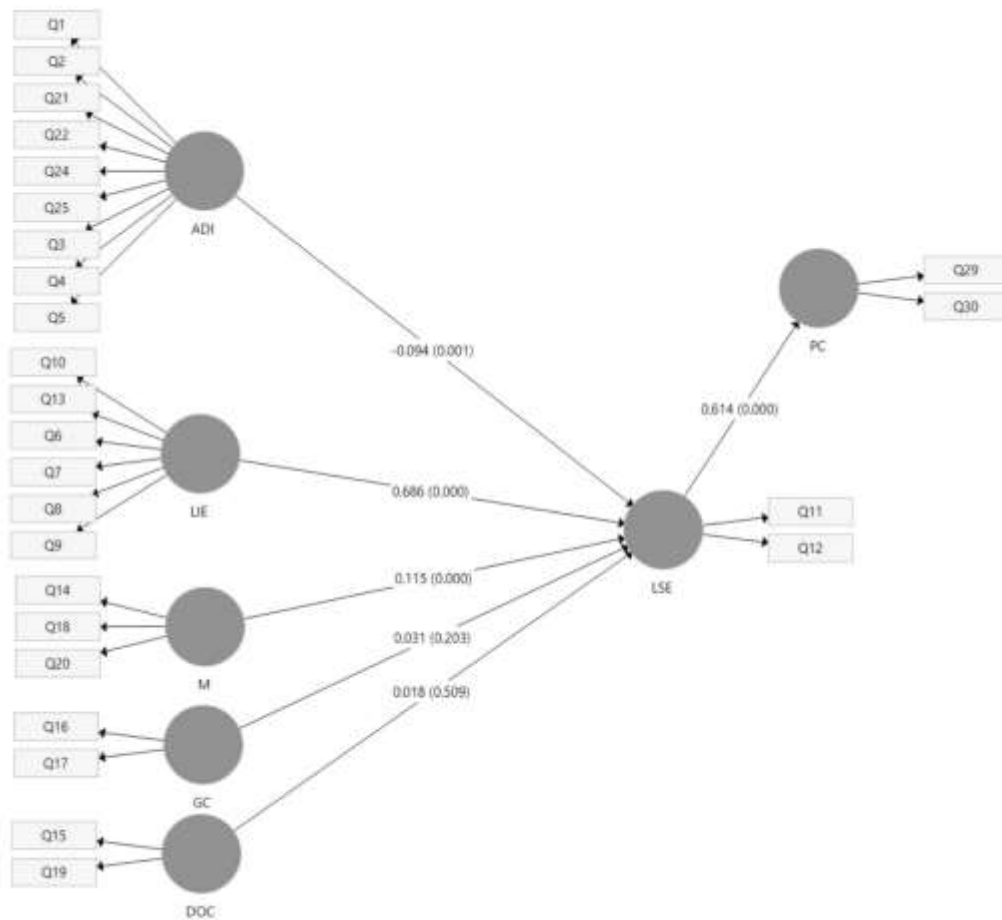 Q1
Q2
Q21
Q22
Q24
Q25
Q3
Q4
Q5
ADI
-0.094 (0.001)
Q10
Q13
Q6
Q7
Q8
Q9
LIE
0.686 (0.000)
Q14
Q18
Q20
M
0.115 (0.000)
Q16
Q17
GC
0.031 (0.203)
Q15
Q19
DOC
0.018 (0.509)
Q11
Q12
LSE
0.614 (0.000)
Q29
Q30
PC